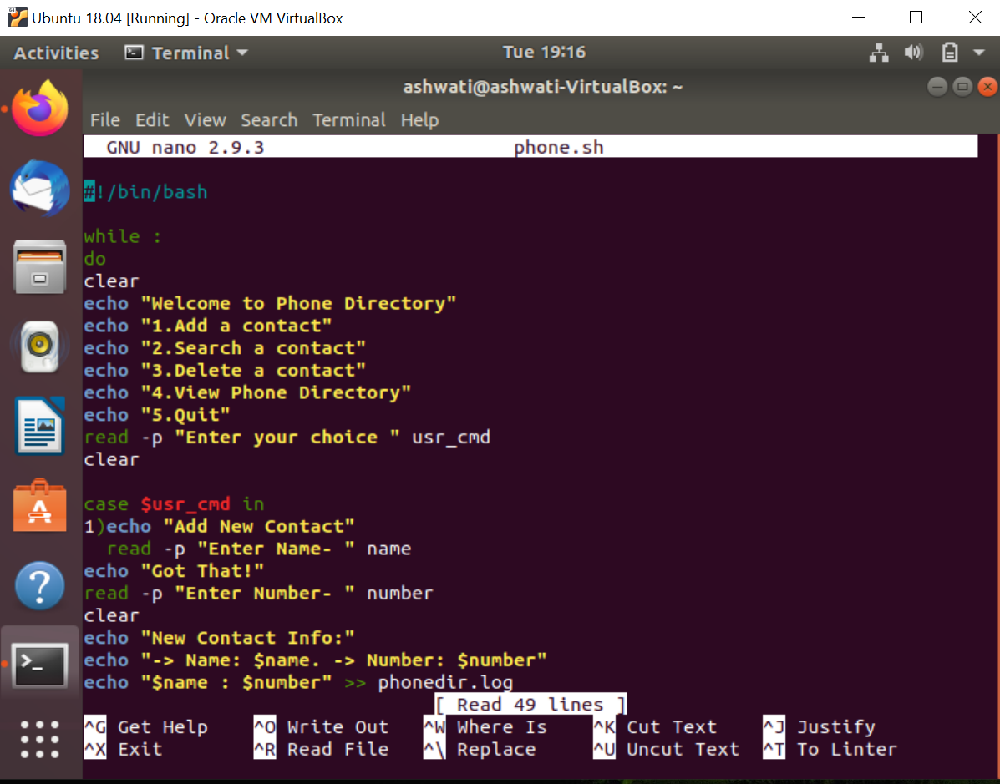 Ubuntu 18.04 [Running] - Oracle VM VirtualBox
Activities Terminal Tue 19:16
ashwati@ashwati-VirtualBox: ~
File Edit View Search Terminal Help
GNU nano 2.9.3 phone.sh
#!/bin/bash
while :
do
clear
echo "Welcome to Phone Directory"
echo "1.Add a contact"
echo "2.Search a contact"
echo "3.Delete a contact"
echo "4.View Phone Directory"
echo "5.Quit"
read -p "Enter your choice " usr_cmd
clear
case $usr_cmd in
1)echo "Add New Contact"
read -p "Enter Name- " name
echo "Got That!"
read -p "Enter Number- " number
clear
echo "New Contact Info:"
echo "-> Name: $name. -> Number: $number"
echo "$name : $number" >> phonedir.log
[ Read 49 lines ]
^G Get Help ^O Write Out ^W Where Is ^K Cut Text ^J Justify
^X Exit ^R Read File ^\ Replace ^U Uncut Text ^T To Linter